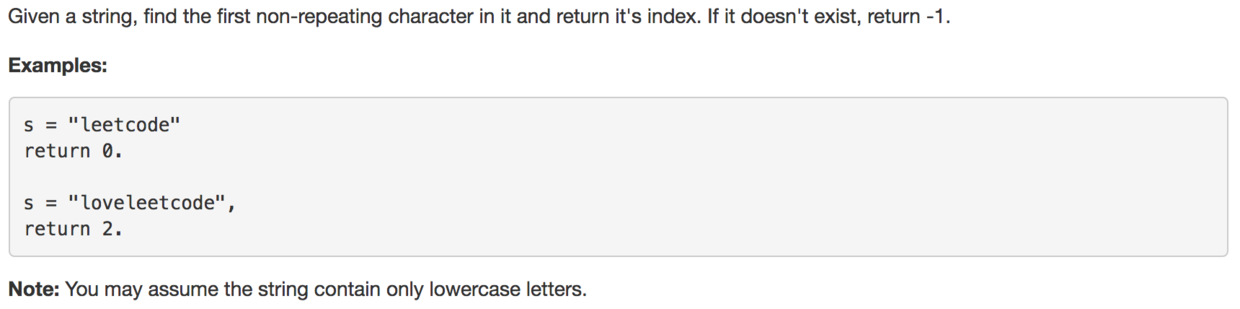 Given a string, find the first non-repeating character in it and return it's index. If it doesn't exist, return -1.
Examples:
s = "leetcode"
return 0.
s = "loveleetcode",
return 2.
Note: You may assume the string contain only lowercase letters.